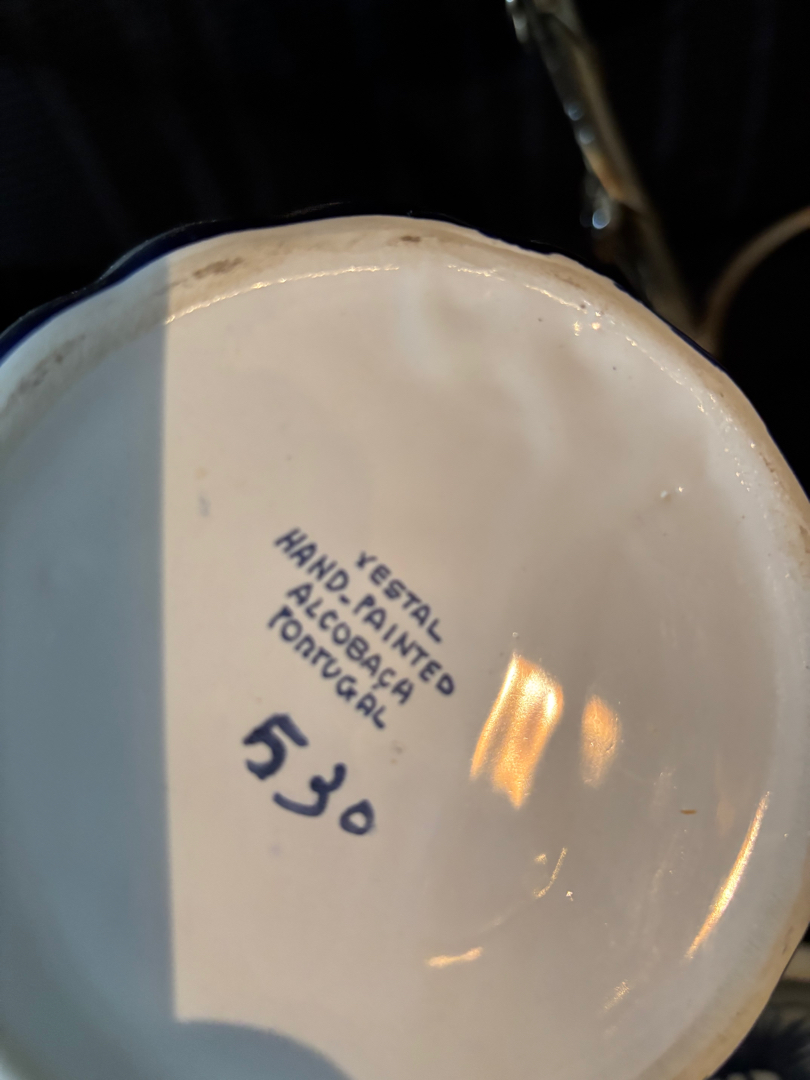 VESTAL
HAND-PAINTED
ALCOBAÇA
PORTUGAL
530